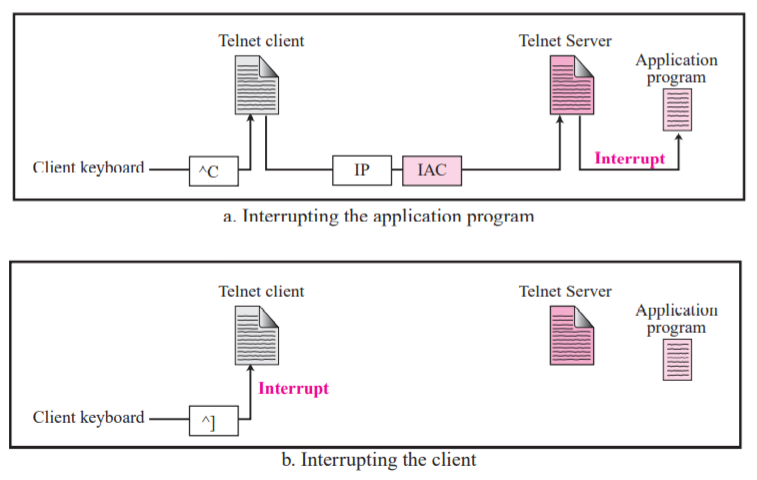 Telnet client
Telnet Server
Application
program
Client keyboard
^C
IP
IAC
Interrupt
a. Interrupting the application program
Telnet client
Telnet Server
Application
program
Interrupt
Client keyboard
^]
b. Interrupting the client